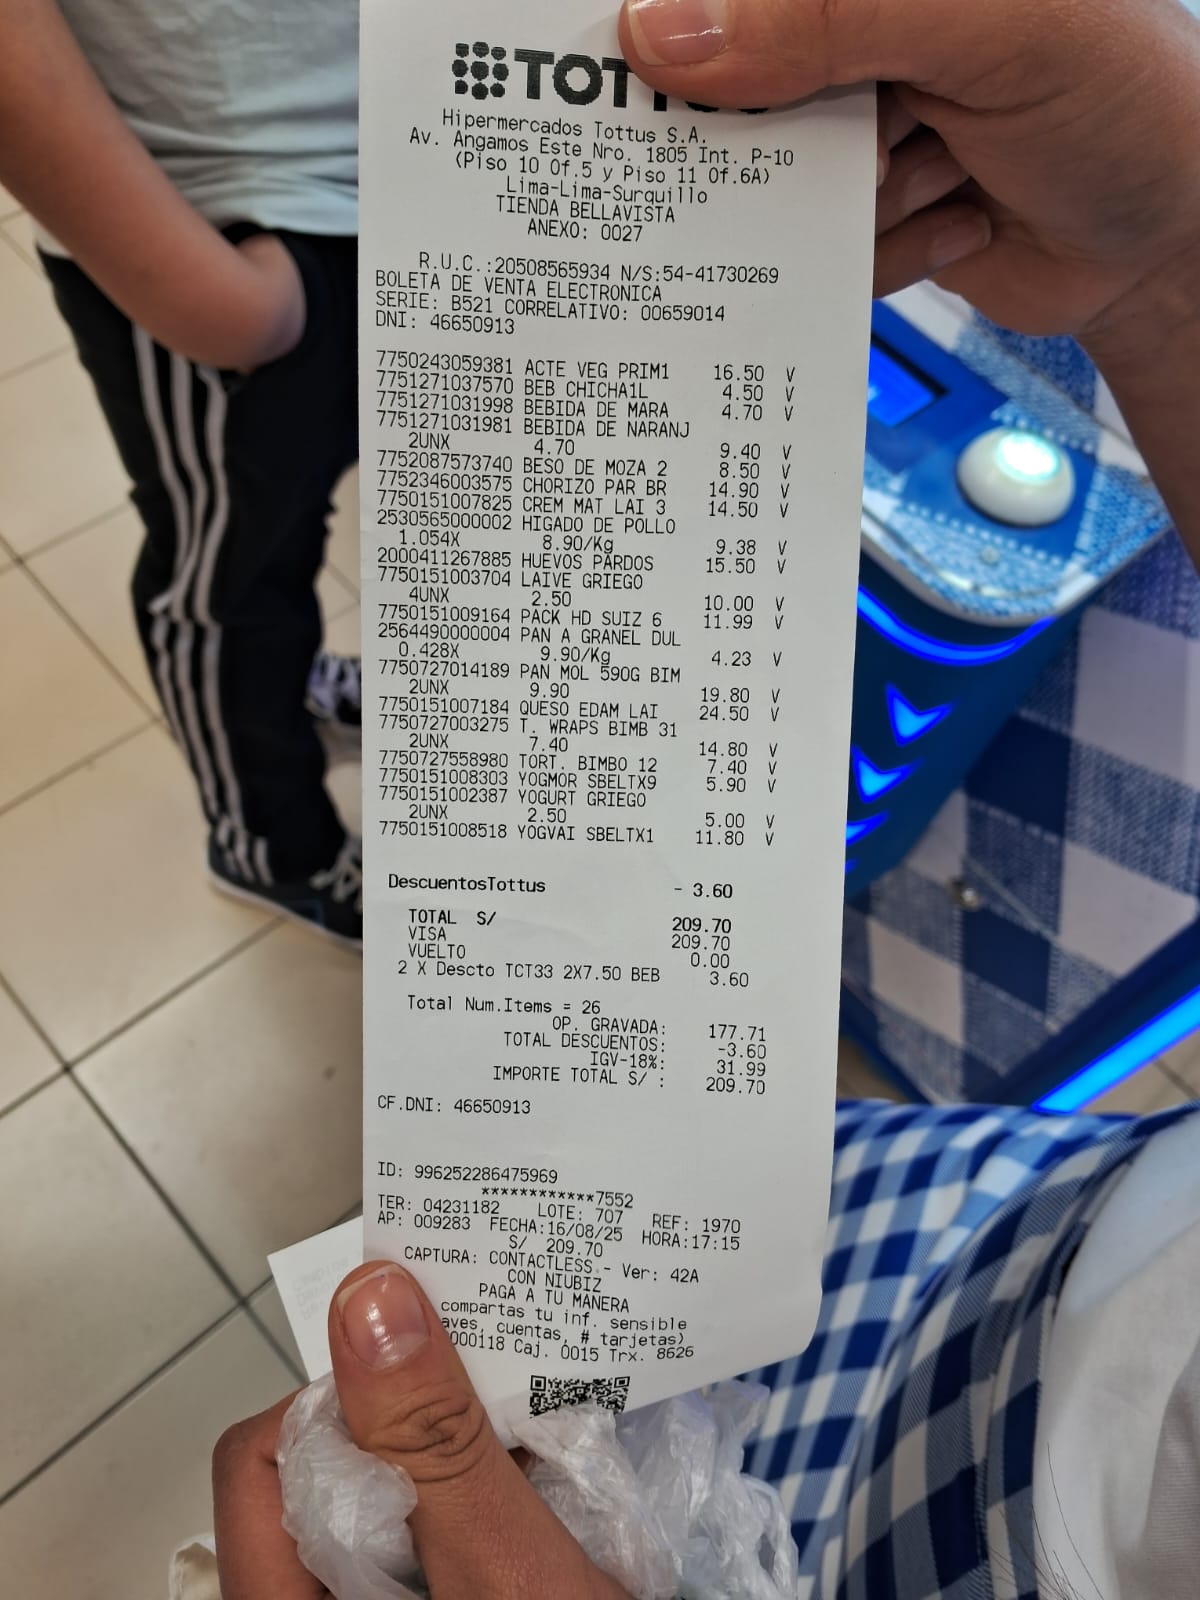 TOTTUS
Hipermercados Tottus S.A.
Av. Angamos Este Nro. 1805 Int. P-10
(Piso 10 Of.5 y Piso 11 Of.6A)
Lima-Lima-Surquillo
TIENDA BELLAVISTA
ANEXO: 0027
R.U.C.:20508565934 N/S:54-41730269
BOLETA DE VENTA ELECTRONICA
SERIE: B521 CORRELATIVO: 00659014
DNI: 46650913
7750243059381 ACTE VEG PRIM1 16.50 V
7751271037570 BEB CHICHA1L 4.50 V
7751271031998 BEBIDA DE MARA 4.70 V
7751271031981 BEBIDA DE NARANJ
2UNX 4.70 9.40 V
7752087573740 BESO DE MOZA 2 8.50 V
7752346003575 CHORIZO PAR BR 14.90 V
7750151007825 CREM MAT LAI 3 14.50 V
2530565000002 HIGADO DE POLLO
1.054X 8.90/Kg 9.38 V
2000411267885 HUEVOS PARDOS 15.50 V
7750151003704 LAIVE GRIEGO
4UNX 2.50 10.00 V
7750151009164 PACK HD SUIZ 6 11.99 V
2564490000004 PAN A GRANEL DUL
0.428X 9.90/Kg 4.23 V
7750727014189 PAN MOL 590G BIM
2UNX 9.90 19.80 V
7750151007184 QUESO EDAM LAI 24.50 V
7750727003275 T. WRAPS BIMB 31
2UNX 7.40 14.80 V
7750727558980 TORT. BIMBO 12 7.40 V
7750151008303 YOGMOR SBELTX9 5.90 V
7750151002387 YOGURT GRIEGO
2UNX 2.50 5.00 V
7750151008518 YOGVAI SBELTX1 11.80 V
DescuentosTottus - 3.60
TOTAL S/ 209.70
VISA 209.70
VUELTO 0.00
2 X Descto TCT33 2X7.50 BEB 3.60
Total Num.Items = 26
OP. GRAVADA: 177.71
TOTAL DESCUENTOS: -3.60
IGV-18%: 31.99
IMPORTE TOTAL S/ : 209.70
CF.DNI: 46650913
ID: 996252286475969
************7552
TER: 04231182 LOTE: 707 REF: 1970
AP: 009283 FECHA:16/08/25 HORA:17:15
S/ 209.70
CAPTURA: CONTACTLESS - Ver: 42A
CON NIUBIZ
PAGA A TU MANERA
compartas tu inf. sensible
aves, cuentas, # tarjetas)
000118 Caj. 0015 Trx. 8626